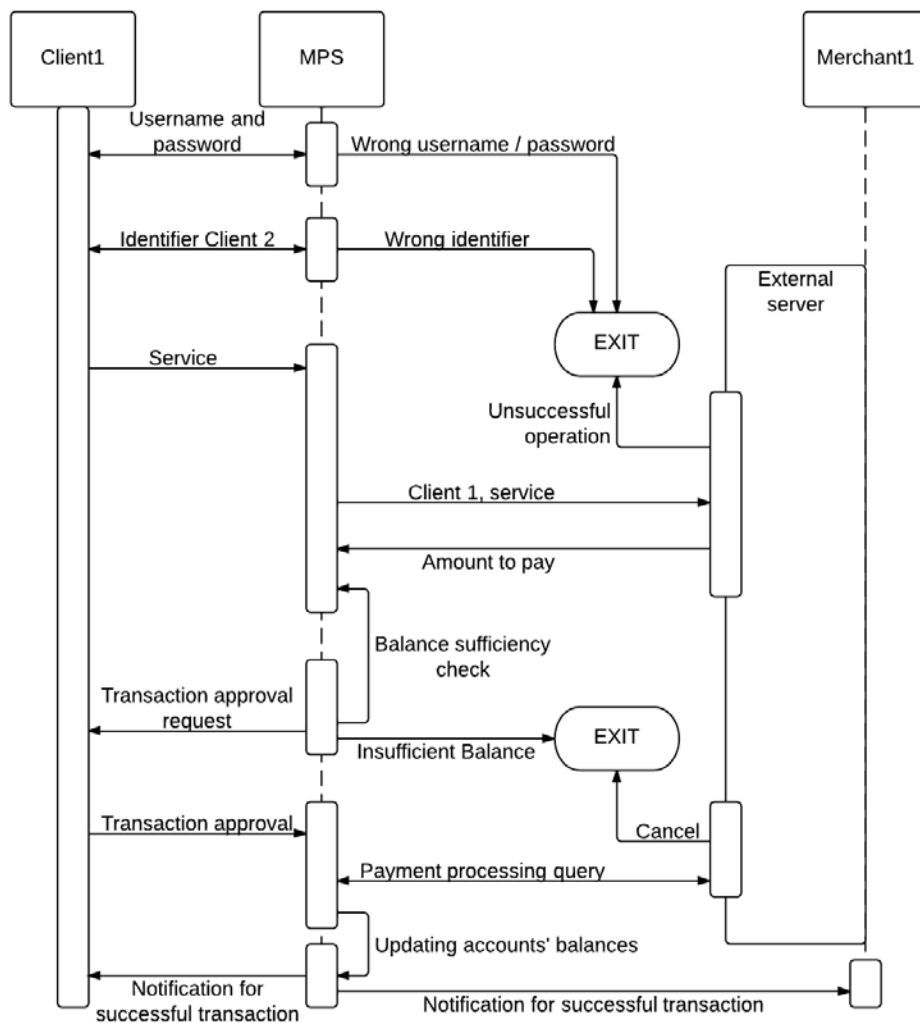 Client1
MPS
Merchant1
Username and
password
Wrong username / password
Identifier Client 2
Wrong identifier
External
server
EXIT
Service
Unsuccessful
operation
Client 1, service
Amount to pay
Balance sufficiency
check
Transaction approval
request
EXIT
Insufficient Balance
Transaction approval
Cancel
Payment processing query
Updating accounts' balances
Notification for
successful transaction
Notification for successful transaction